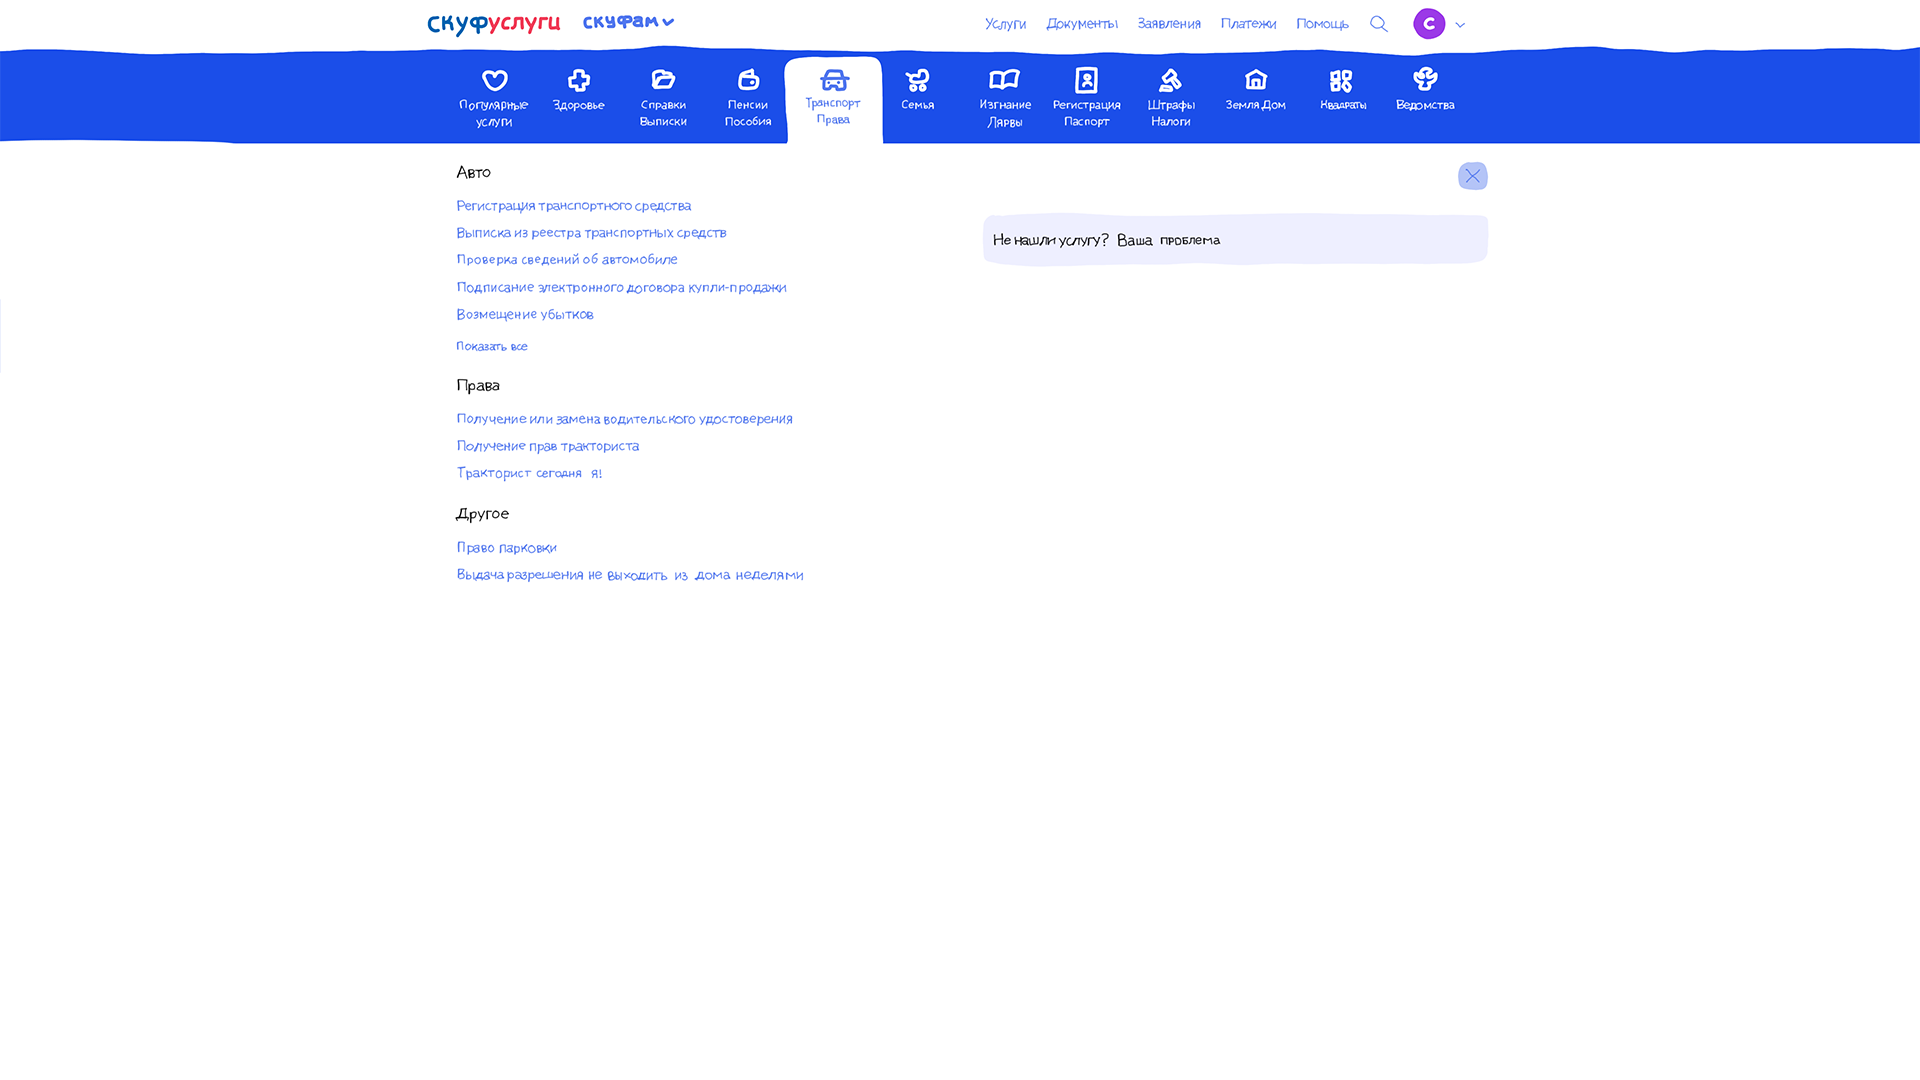 скуфуслуги скуфам Услуги Документы Заявления Платежи Помощь С
Популярные услуги
Здоровье
Справки Выписки
Пенсии Пособия
Транспорт Права
Семья
Изгнание Лярвы
Регистрация Паспорт
Штрафы Налоги
Земля Дом
Квадраты
Ведомства
Авто
Регистрация транспортного средства
Выписка из реестра транспортных средств
Проверка сведений об автомобиле
Подписание электронного договора купли-продажи
Возмещение убытков
Показать все
Права
Получение или замена водительского удостоверения
Получение прав тракториста
Тракторист сегодня я!
Другое
Право парковки
Выдача разрешения не выходить из дома неделями
Не нашли услугу? Ваша проблема